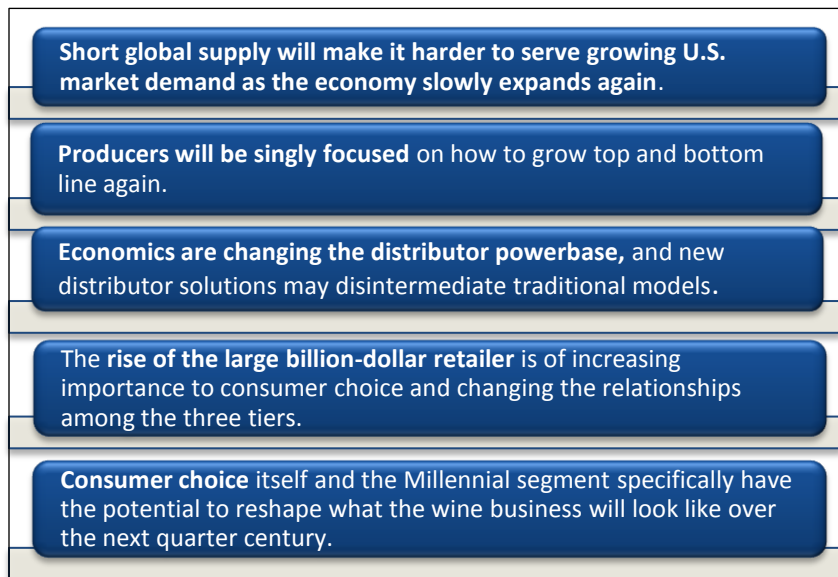 Short global supply will make it harder to serve growing U.S.
market demand as the economy slowly expands again.
Producers will be singly focused on how to grow top and bottom
line again.
Economics are changing the distributor powerbase, and new
distributor solutions may disintermediate traditional models.
The rise of the large billion-dollar retailer is of increasing
importance to consumer choice and changing the relationships
among the three tiers.
Consumer choice itself and the Millennial segment specifically have
the potential to reshape what the wine business will look like over
the next quarter century.